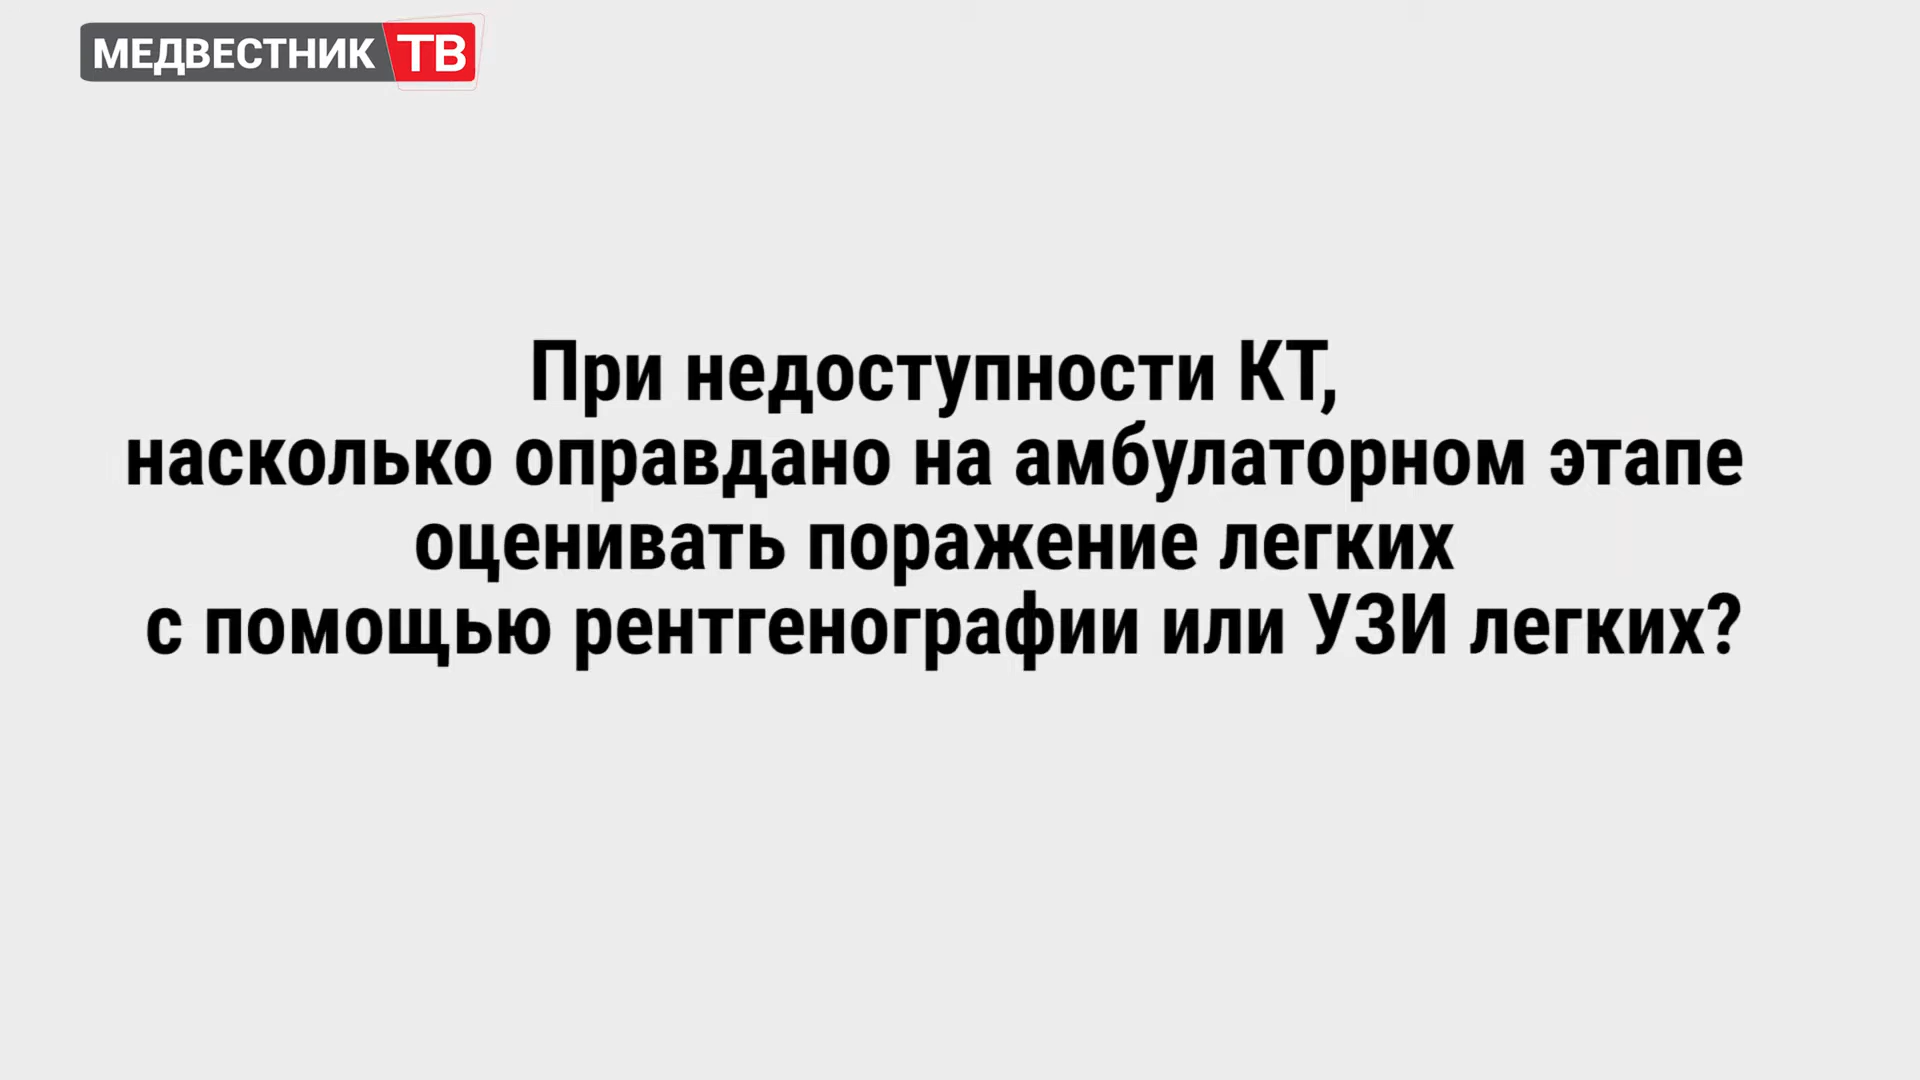 МЕДВЕСТНИК ТВ
При недоступности КТ,
насколько оправдано на амбулаторном этапе
оценивать поражение легких
с помощью рентгенографии или УЗИ легких?